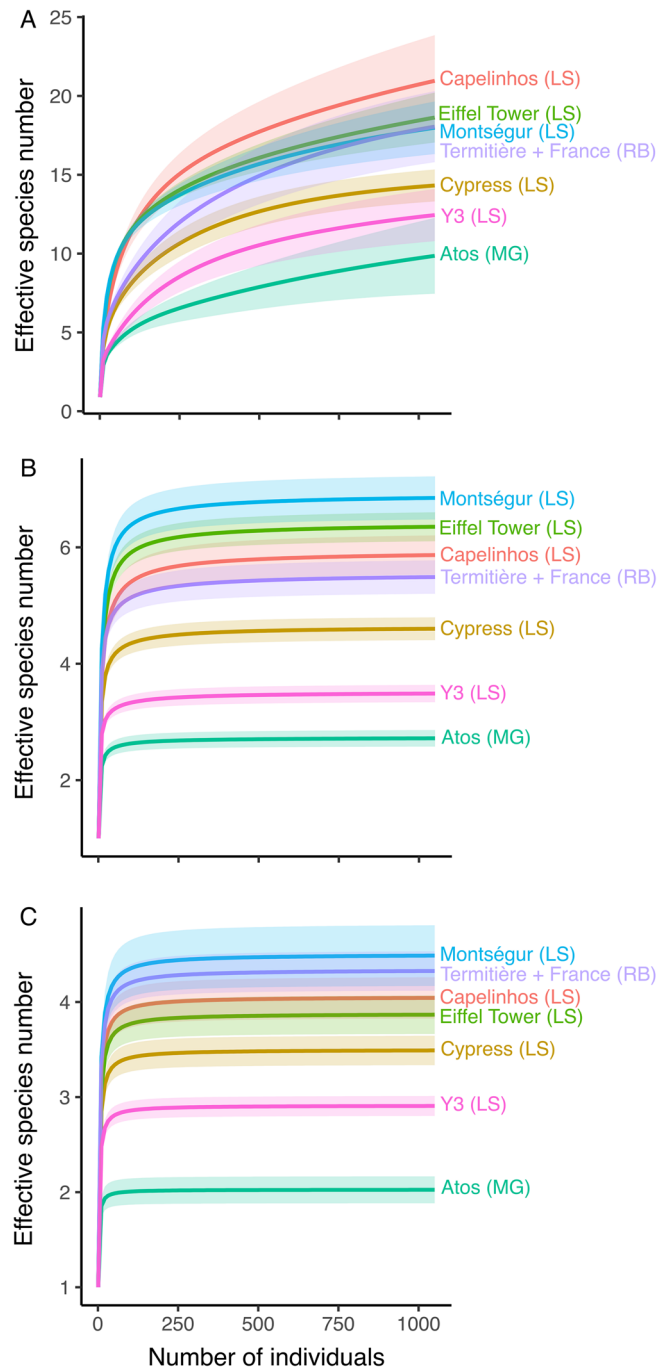 A
25
20
15
10
5
0
Effective species number
Capelinhos (LS)
Eiffel Tower (LS)
Montségur (LS)
Termitière + France (RB)
Cypress (LS)
Y3 (LS)
Atos (MG)
B
6
4
2
Effective species number
Montségur (LS)
Eiffel Tower (LS)
Capelinhos (LS)
Termitière + France (RB)
Cypress (LS)
Y3 (LS)
Atos (MG)
C
4
3
2
1
Effective species number
Montségur (LS)
Termitière + France (RB)
Capelinhos (LS)
Eiffel Tower (LS)
Cypress (LS)
Y3 (LS)
Atos (MG)
0 250 500 750 1000
Number of individuals